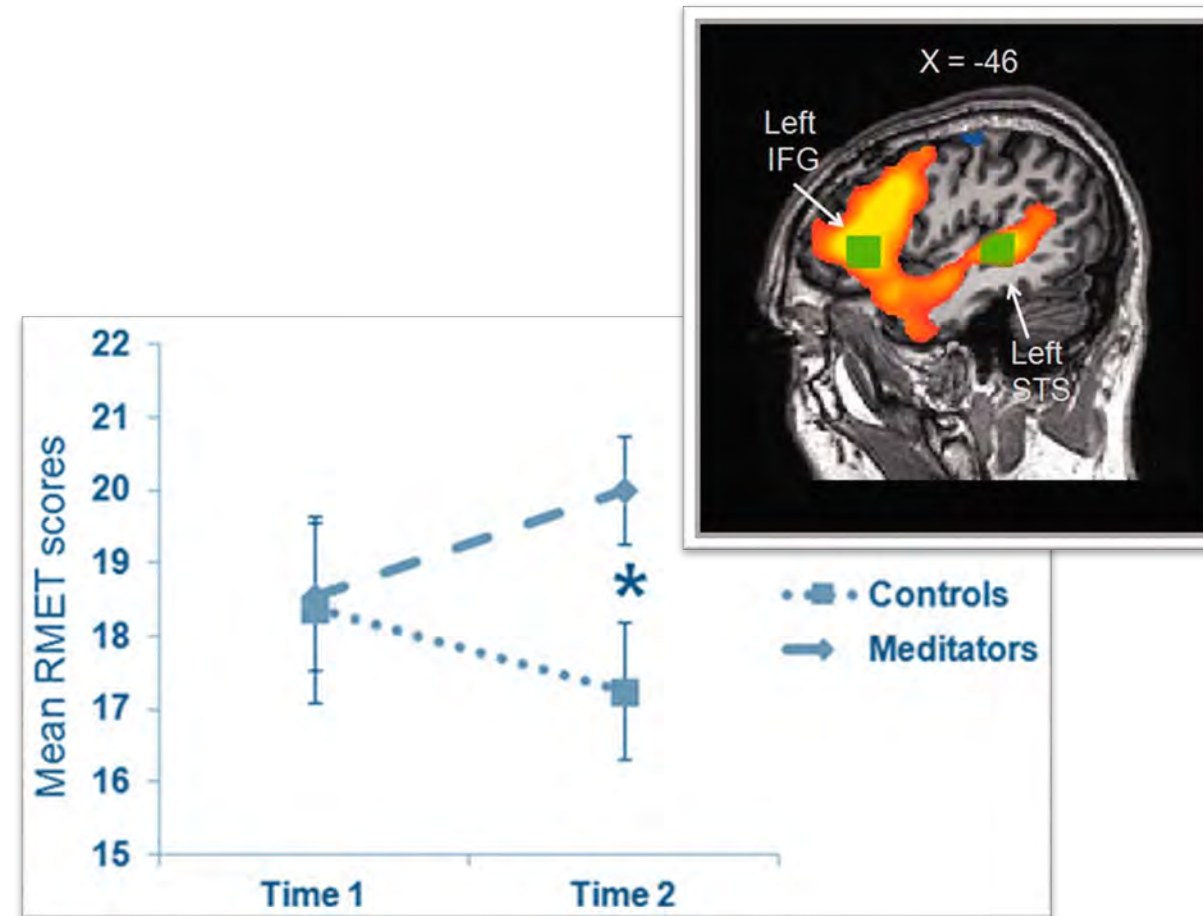 X = -46
Left
IFG
Left
STS
Mean RMET scores
22
21
20
19
18
17
16
15
*
Controls
Meditators
Time 1
Time 2